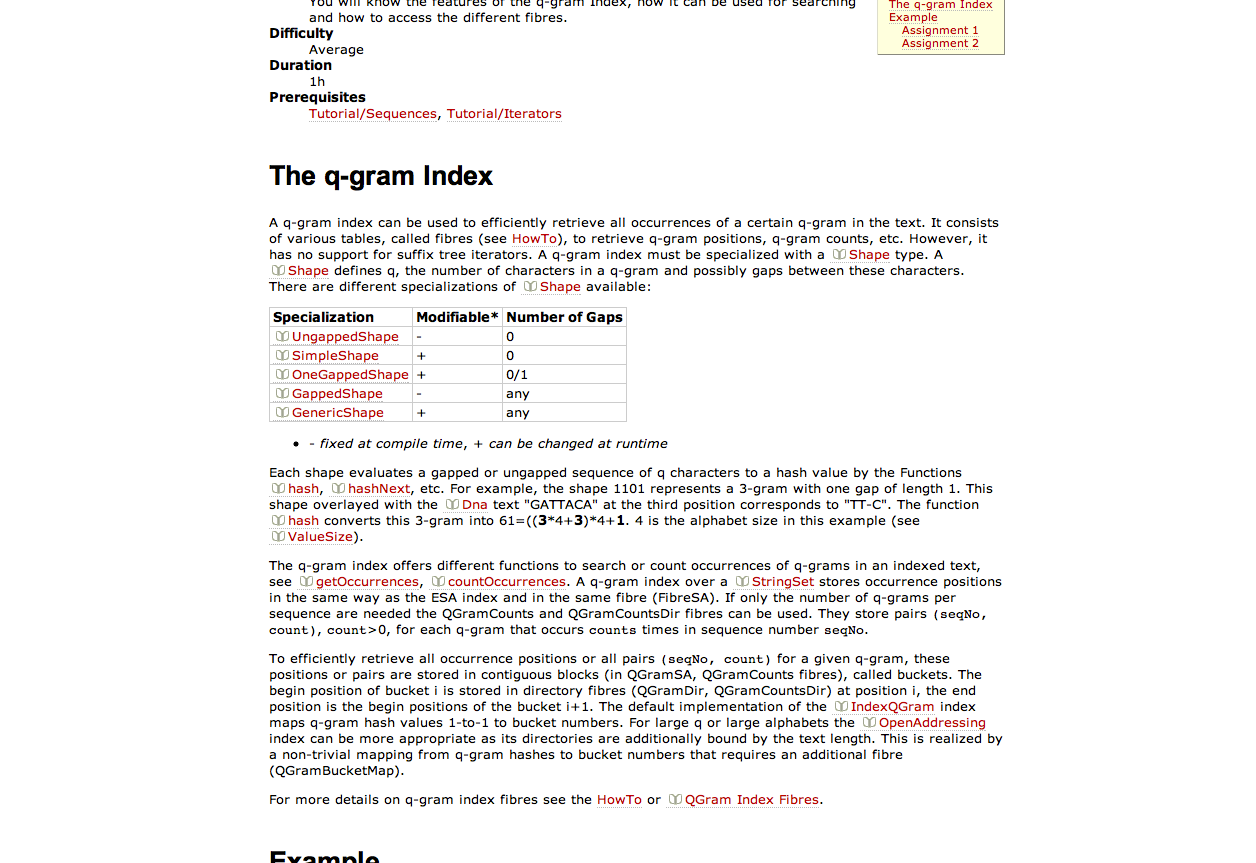 You will know the features of the q-gram Index, how it can be used for searching
and how to access the different fibres.
Difficulty
Average
Duration
1h
Prerequisites
Tutorial/Sequences, Tutorial/Iterators
The q-gram Index
Example
Assignment 1
Assignment 2
The q-gram Index
A q-gram index can be used to efficiently retrieve all occurrences of a certain q-gram in the text. It consists
of various tables, called fibres (see HowTo), to retrieve q-gram positions, q-gram counts, etc. However, it
has no support for suffix tree iterators. A q-gram index must be specialized with a Shape type. A
Shape defines q, the number of characters in a q-gram and possibly gaps between these characters.
There are different specializations of Shape available:
Specialization Modifiable* Number of Gaps
UngappedShape - 0
SimpleShape + 0
OneGappedShape + 0/1
GappedShape - any
GenericShape + any
• - fixed at compile time, + can be changed at runtime
Each shape evaluates a gapped or ungapped sequence of q characters to a hash value by the Functions
hash, hashNext, etc. For example, the shape 1101 represents a 3-gram with one gap of length 1. This
shape overlayed with the Dna text "GATTACA" at the third position corresponds to "TT-C". The function
hash converts this 3-gram into 61=((3*4+3)*4+1. 4 is the alphabet size in this example (see
ValueSize).
The q-gram index offers different functions to search or count occurrences of q-grams in an indexed text,
see getOccurrences, countOccurrences. A q-gram index over a StringSet stores occurrence positions
in the same way as the ESA index and in the same fibre (FibreSA). If only the number of q-grams per
sequence are needed the QGramCounts and QGramCountsDir fibres can be used. They store pairs (seqNo,
count), count>0, for each q-gram that occurs counts times in sequence number seqNo.
To efficiently retrieve all occurrence positions or all pairs (seqNo, count) for a given q-gram, these
positions or pairs are stored in contiguous blocks (in QGramSA, QGramCounts fibres), called buckets. The
begin position of bucket i is stored in directory fibres (QGramDir, QGramCountsDir) at position i, the end
position is the begin positions of the bucket i+1. The default implementation of the IndexQGram index
maps q-gram hash values 1-to-1 to bucket numbers. For large q or large alphabets the OpenAddressing
index can be more appropriate as its directories are additionally bound by the text length. This is realized by
a non-trivial mapping from q-gram hashes to bucket numbers that requires an additional fibre
(QGramBucketMap).
For more details on q-gram index fibres see the HowTo or QGram Index Fibres.
Example